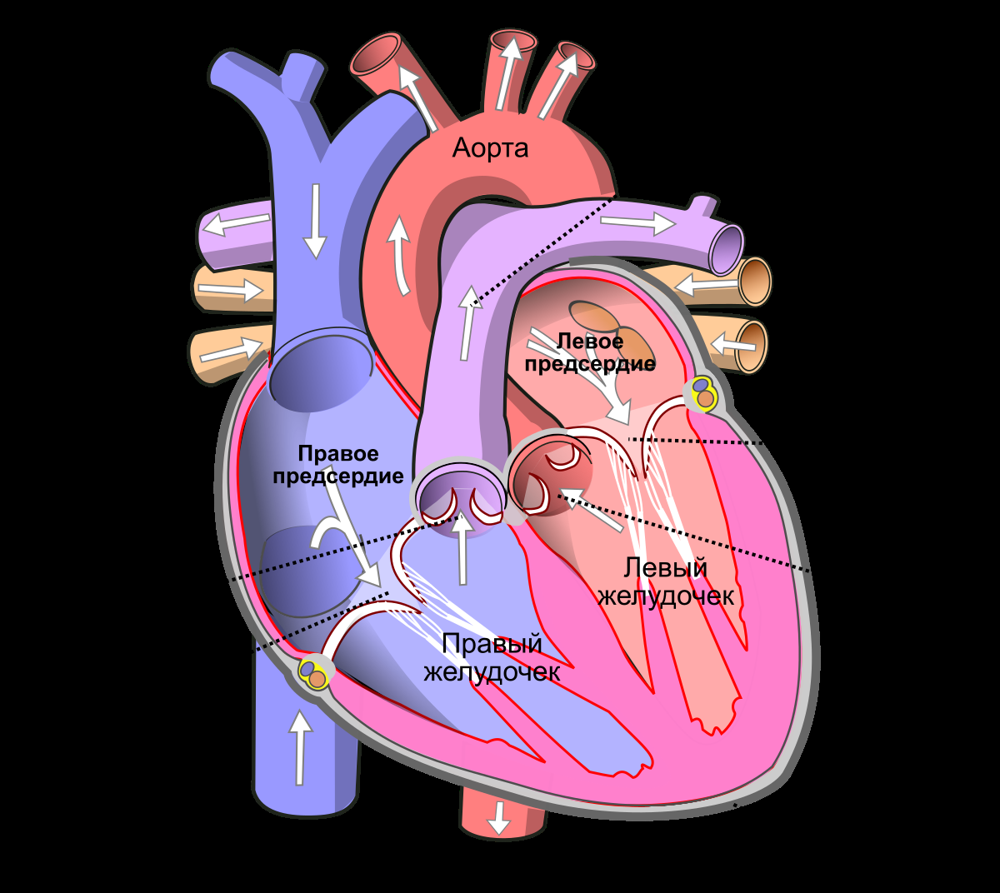 Аорта
Левое
предсердие
Правое
предсердие
Левый
желудочек
Правый
желудочек